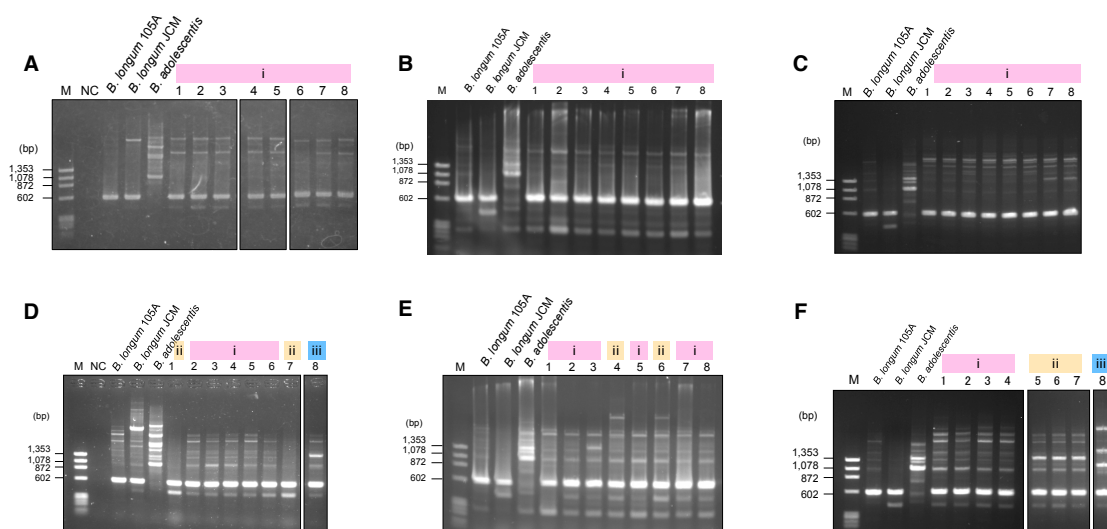 A
B. longum 105A
B. longum JCM
B. adolescentis
i
M NC 1 2 3 4 5 6 7 8
(bp)
1,353
1,078
872
602
B
B. longum 105A
B. longum JCM
B. adolescentis
i
M 1 2 3 4 5 6 7 8
(bp)
1,353
1,078
872
602
C
B. longum 105A
B. longum JCM
B. adolescentis
i
M 1 2 3 4 5 6 7 8
(bp)
1,353
1,078
872
602
D
B. longum 105A
B. longum JCM
B. adolescentis
ii i ii iii
M NC 1 2 3 4 5 6 7 8
(bp)
1,353
1,078
872
602
E
B. longum 105A
B. longum JCM
B. adolescentis
i ii i ii i
M 1 2 3 4 5 6 7 8
(bp)
1,353
1,078
872
602
F
B. longum 105A
B. longum JCM
B. adolescentis
i ii iii
M 1 2 3 4 5 6 7 8
(bp)
1,353
1,078
872
602